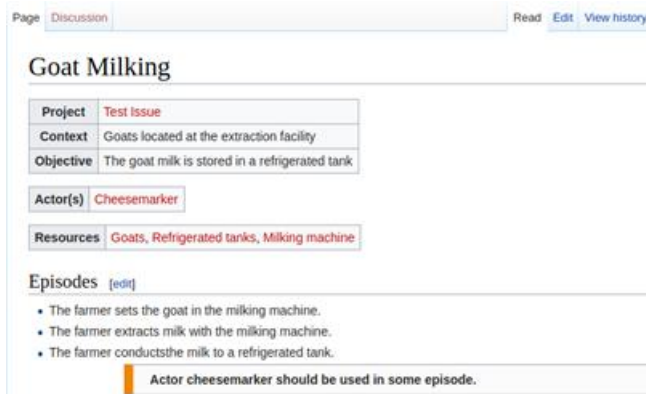 Page Discussion Read Edit View history
Goat Milking
Project Test Issue
Context Goats located at the extraction facility
Objective The goat milk is stored in a refrigerated tank
Actor(s) Cheesemarker
Resources Goats, Refrigerated tanks, Milking machine
Episodes [edit]
• The farmer sets the goat in the milking machine.
• The farmer extracts milk with the milking machine.
• The farmer conductsthe milk to a refrigerated tank.
Actor cheesemarker should be used in some episode.